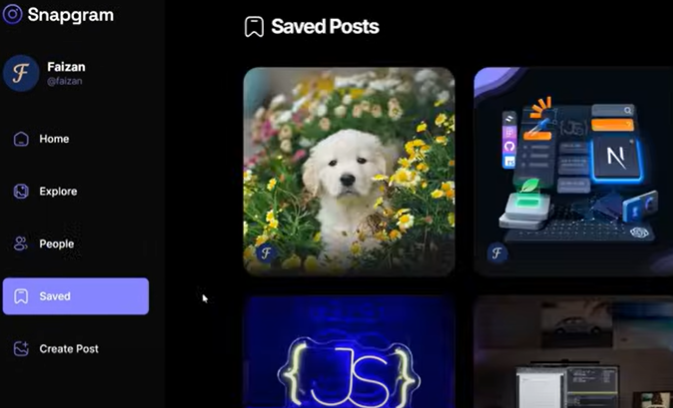 Snapgram
Saved Posts
F
Faizan
@faizan
Home
Explore
People
Saved
Create Post
{JS}
N
F
F
{JS}